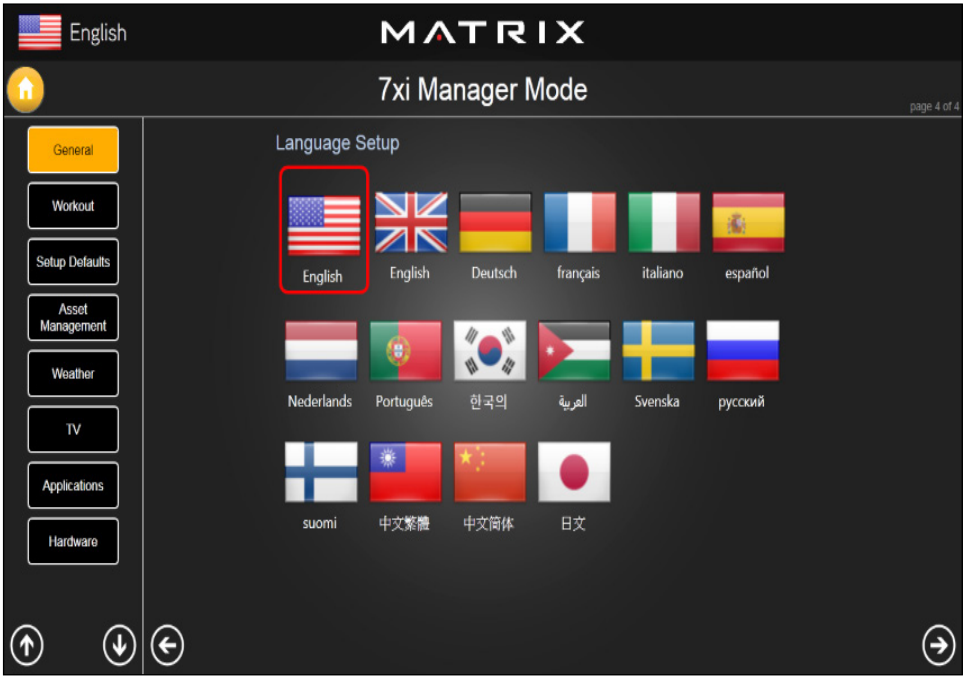 English
MATRIX
7xi Manager Mode
page 4 of 4
General
Workout
Setup Defaults
Asset
Management
Weather
TV
Applications
Hardware
Language Setup
English
English
Deutsch
français
italiano
español
Nederlands
Português
한국의
العربية
Svenska
русский
suomi
中文繁體
中文简体
日文